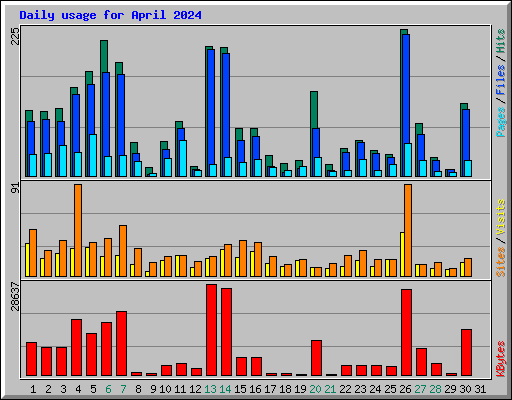 Daily usage for April 2024
225
Pages / Files / Hits
91
Sites / Visits
28637
KBytes
1 2 3 4 5 6 7 8 9 10 11 12 13 14 15 16 17 18 19 20 21 22 23 24 25 26 27 28 29 30 31